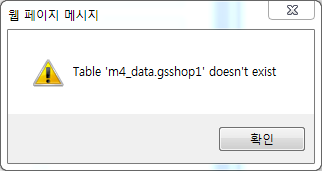 웹 페이지 메시지
Table 'm4_data.gsshop1' doesn't exist
확인